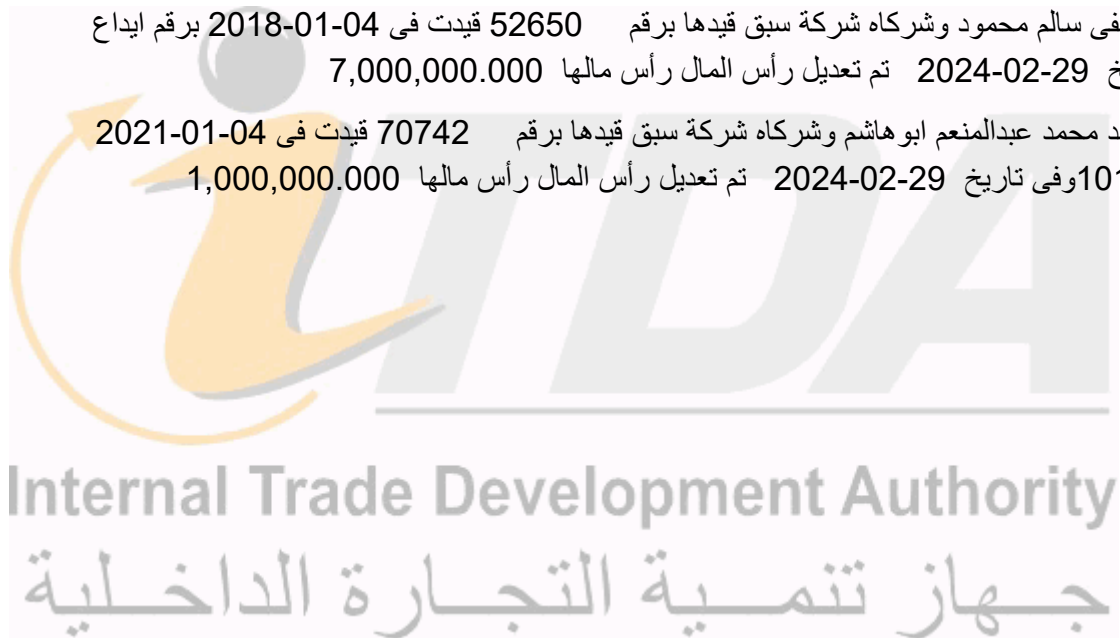 سالم محمود وشركاه شركة سبق قيدها برقم 52650 قيدت فى 04-01-2018 برقم ايداع
29-02-2024 تم تعديل رأس المال رأس مالها 7,000,000.000
محمد عبدالمنعم ابوهاشم وشركاه شركة سبق قيدها برقم 70742 قيدت فى 04-01-2021
وفى تاريخ 29-02-2024 تم تعديل رأس المال رأس مالها 1,000,000.000
iTDA
Internal Trade Development Authority
جهاز تنمية التجارة الداخلية